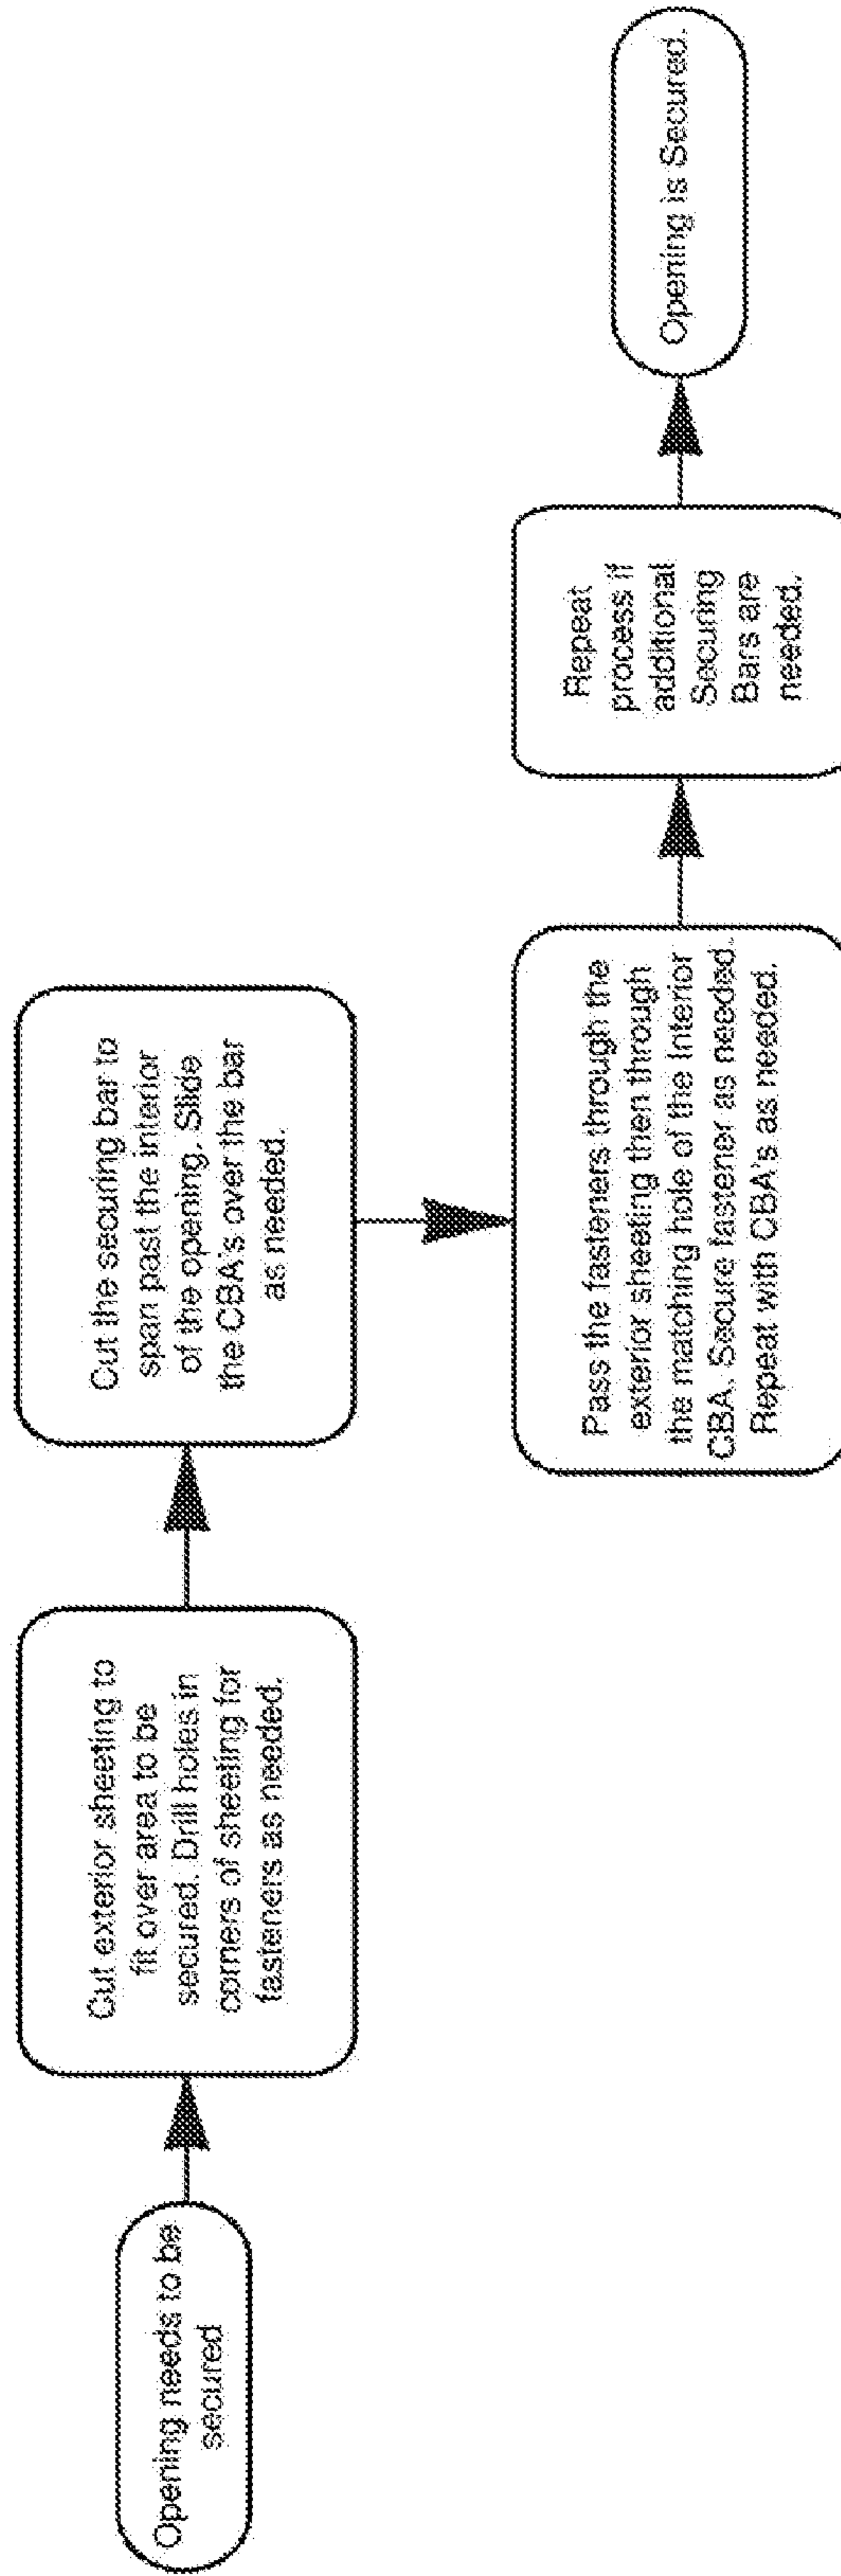 Opening needs to be
secured
Cut exterior sheeting to
fit over area to be
secured. Drill holes in
corners of sheeting for
fasteners as needed.
Cut the securing bar to
span past the interior
of the opening. Slide
the CBA's over the bar
as needed.
Pass the fasteners through the
exterior sheeting then through
the matching hole of the Interior
CBA. Secure fastener as needed.
Repeat with CBA's as needed.
Repeat
process if
additional
Securing
Bars are
needed.
Opening is Secured.